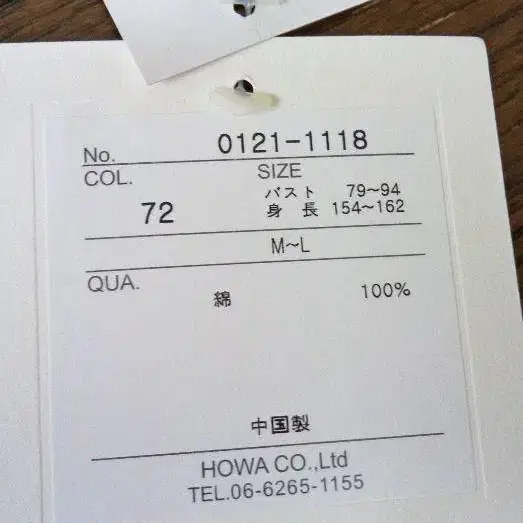 No. 0121-1118
COL. SIZE
72 バスト 79~94
身長 154~162
M~L
QUA.
綿 100%
中国製
HOWA CO.,Ltd
TEL.06-6265-1155